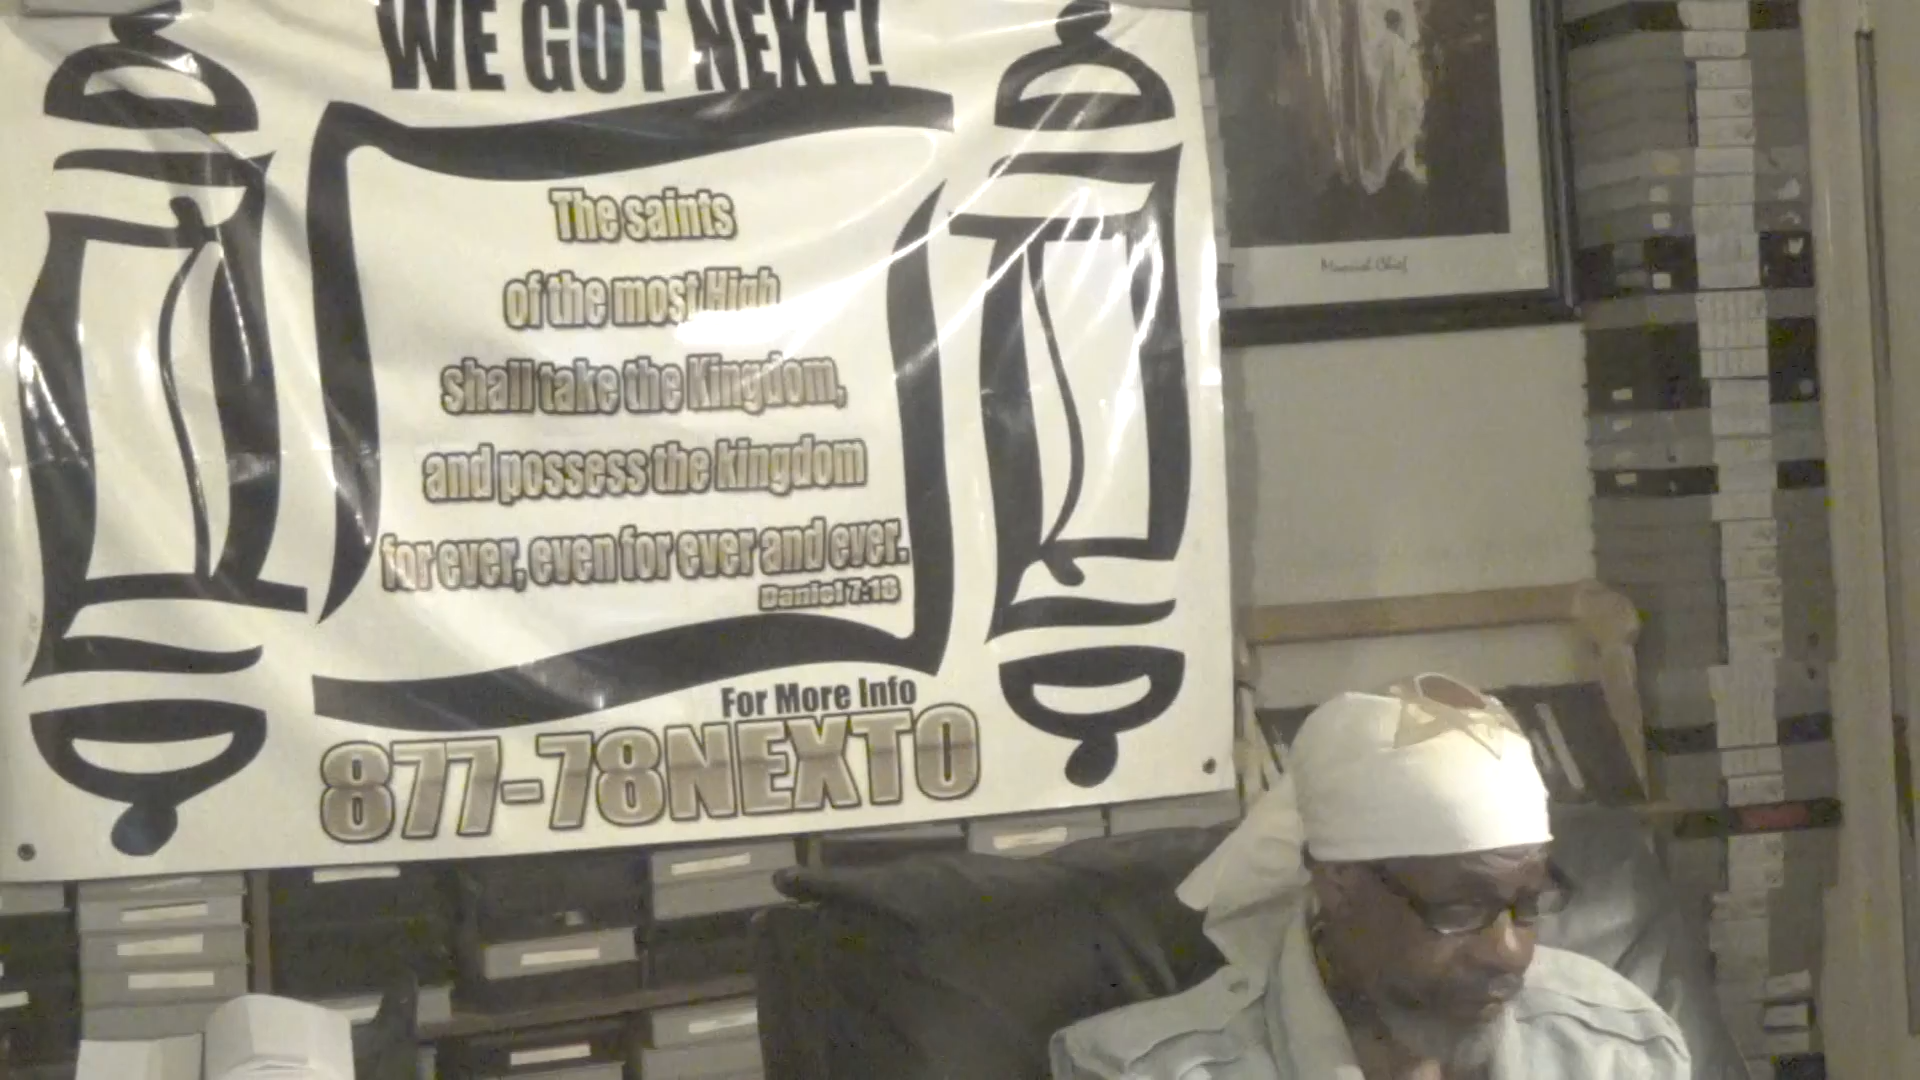 WE GOT NEXT!
The saints
of the most High
shall take the Kingdom,
and possess the kingdom
for ever, even for ever and ever.
Daniel 7:18
For More Info
877-78NEXTO
Chief